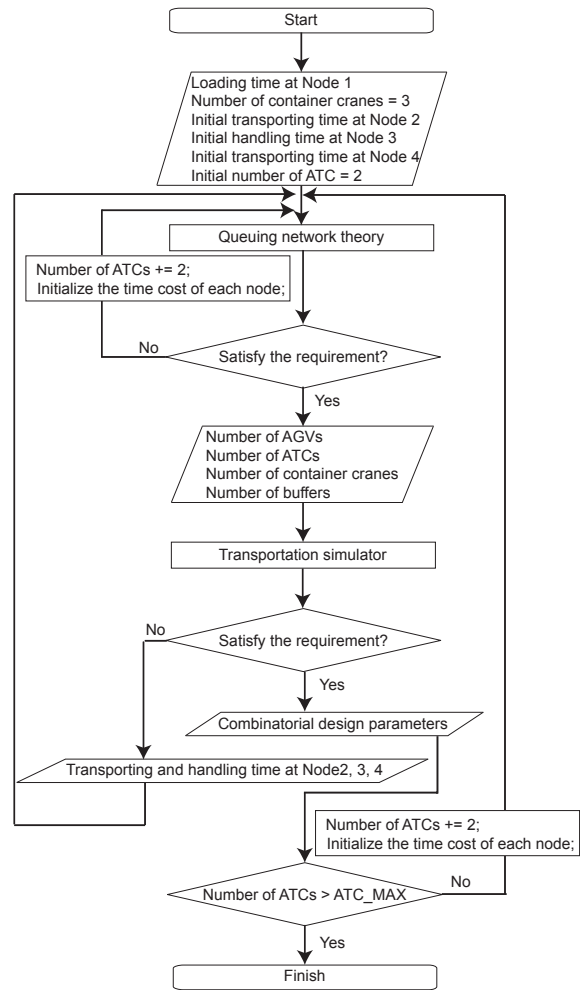 Start
Loading time at Node 1
Number of container cranes = 3
Initial transporting time at Node 2
Initial handling time at Node 3
Initial transporting time at Node 4
Initial number of ATC = 2
Queuing network theory
Number of ATCs += 2;
Initialize the time cost of each node;
No
Satisfy the requirement?
Yes
Number of AGVs
Number of ATCs
Number of container cranes
Number of buffers
Transportation simulator
No
Satisfy the requirement?
Yes
Combinatorial design parameters
Transporting and handling time at Node2, 3, 4
Number of ATCs += 2;
Initialize the time cost of each node;
Number of ATCs > ATC_MAX
No
Yes
Finish